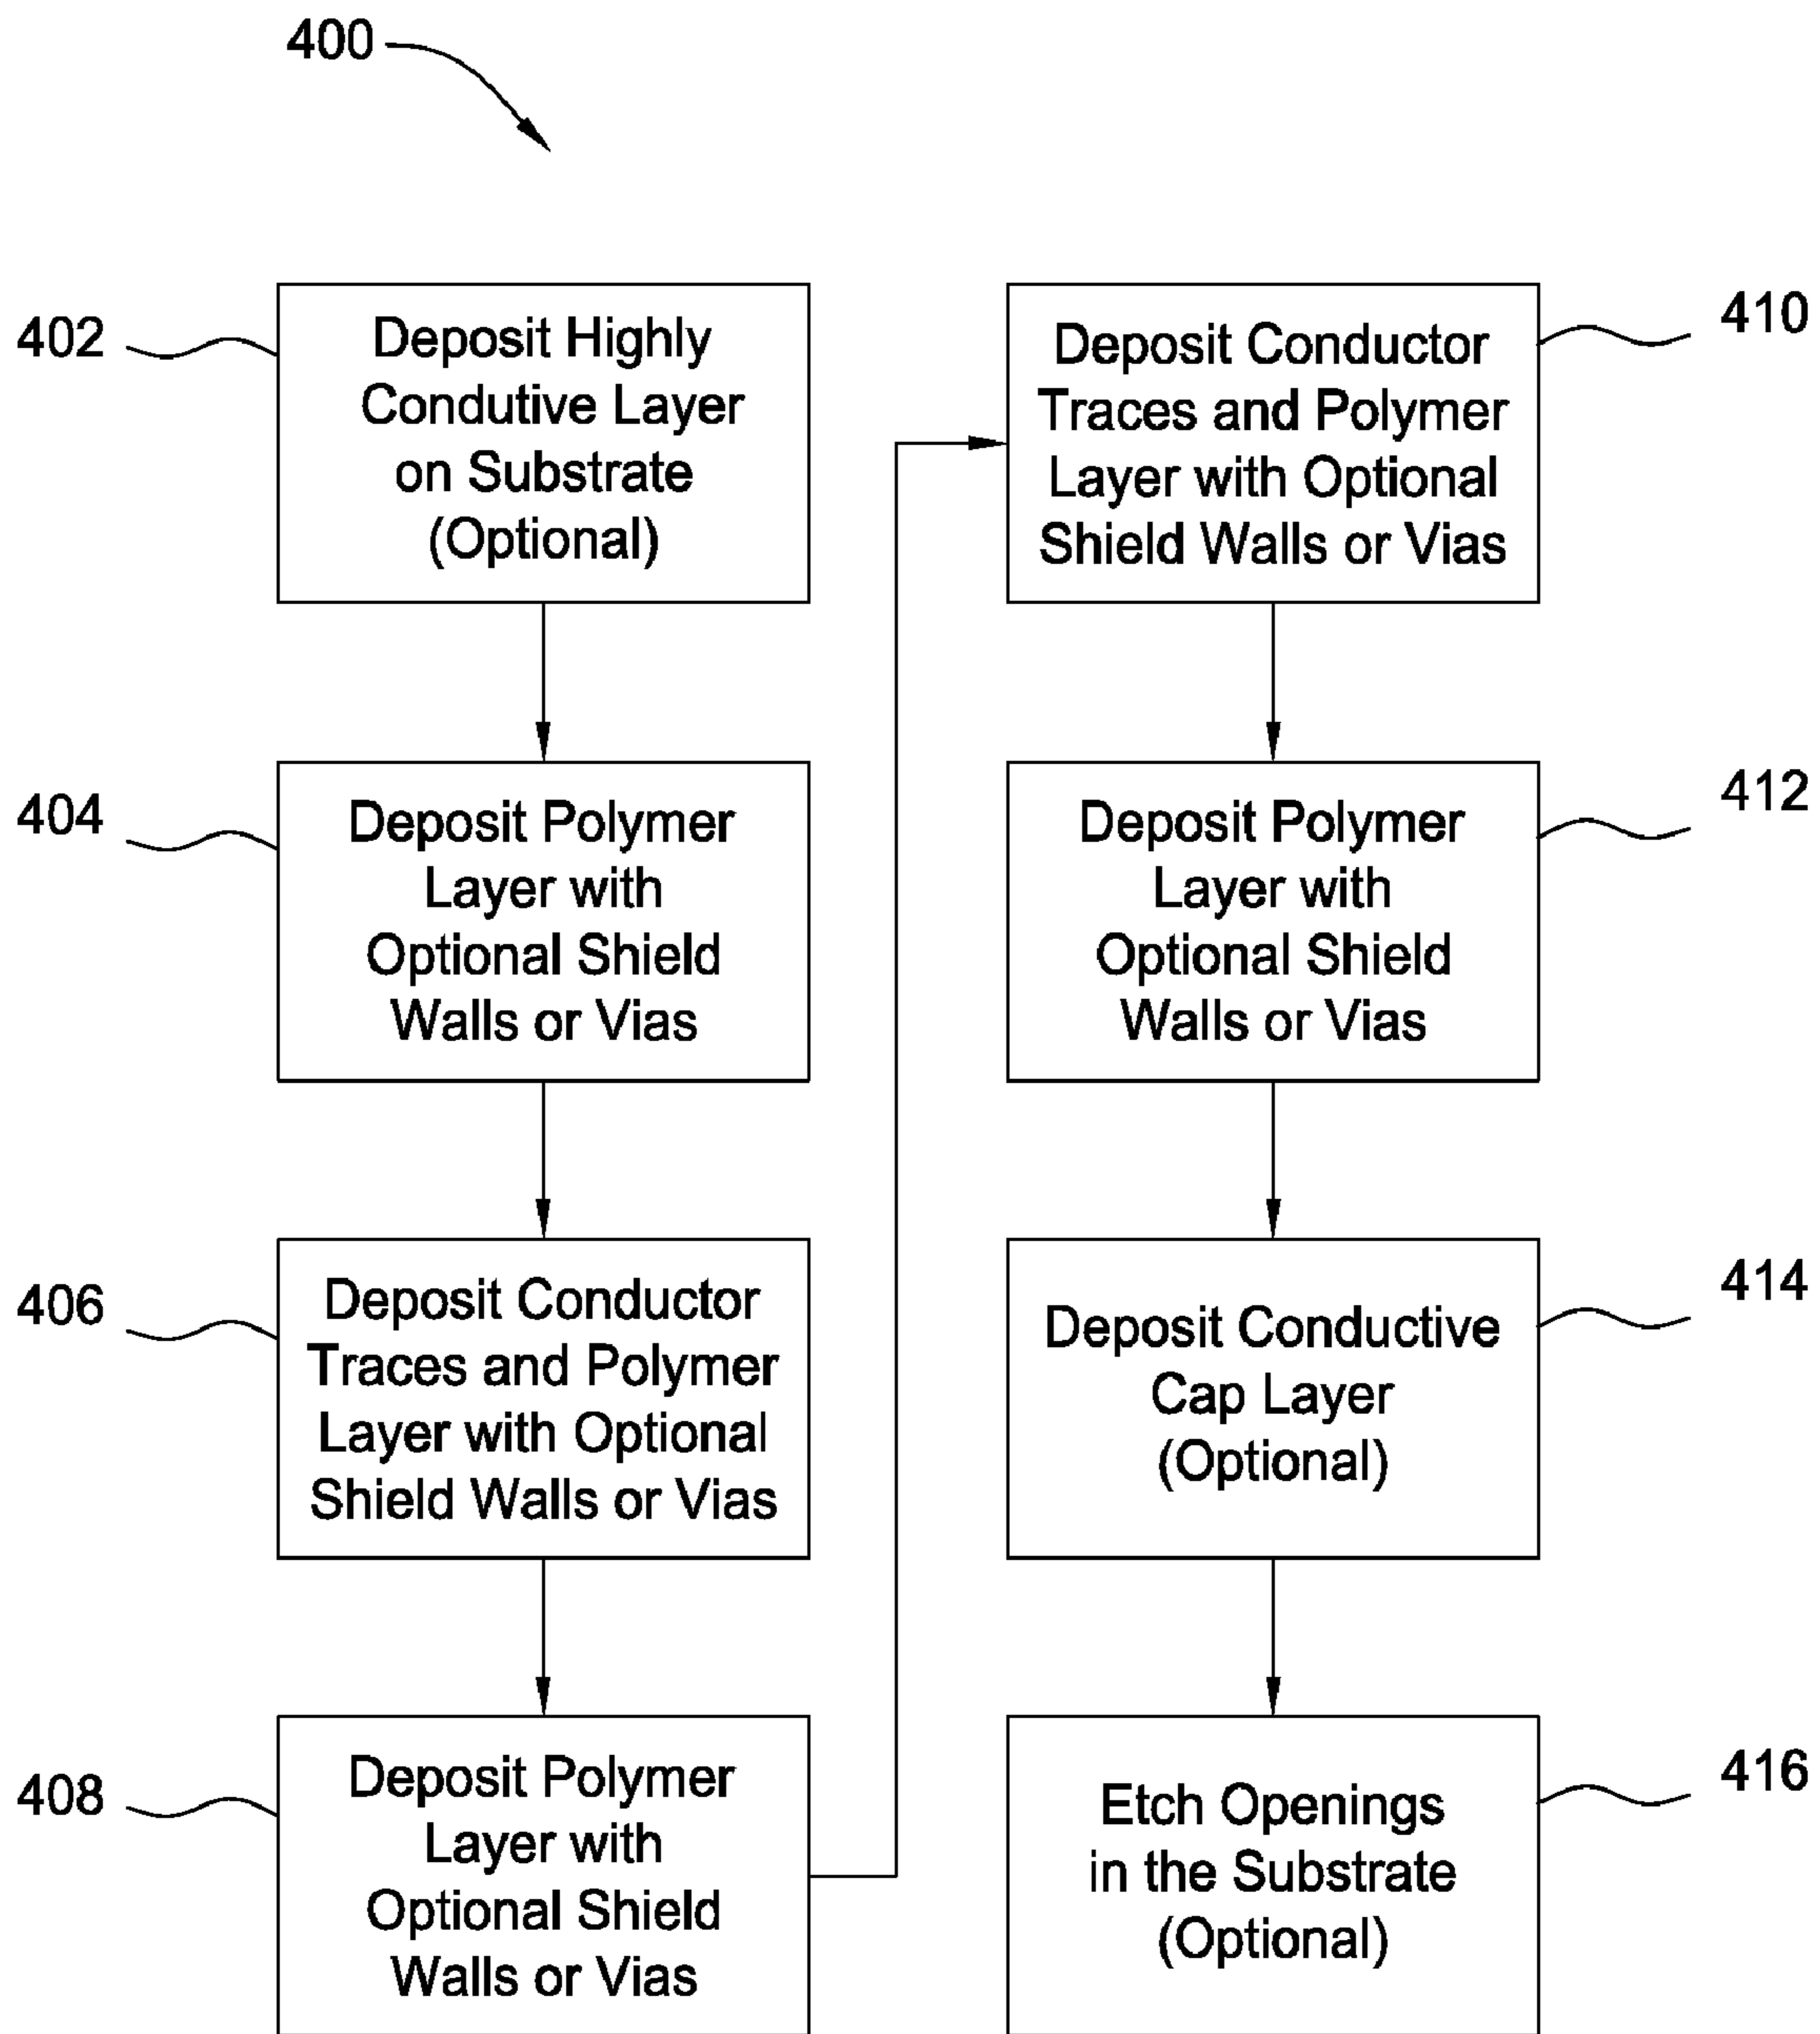 400
402
Deposit Highly
Condutive Layer
on Substrate
(Optional)
404
Deposit Polymer
Layer with
Optional Shield
Walls or Vias
406
Deposit Conductor
Traces and Polymer
Layer with Optional
Shield Walls or Vias
408
Deposit Polymer
Layer with
Optional Shield
Walls or Vias
410
Deposit Conductor
Traces and Polymer
Layer with Optional
Shield Walls or Vias
412
Deposit Polymer
Layer with
Optional Shield
Walls or Vias
414
Deposit Conductive
Cap Layer
(Optional)
416
Etch Openings
in the Substrate
(Optional)